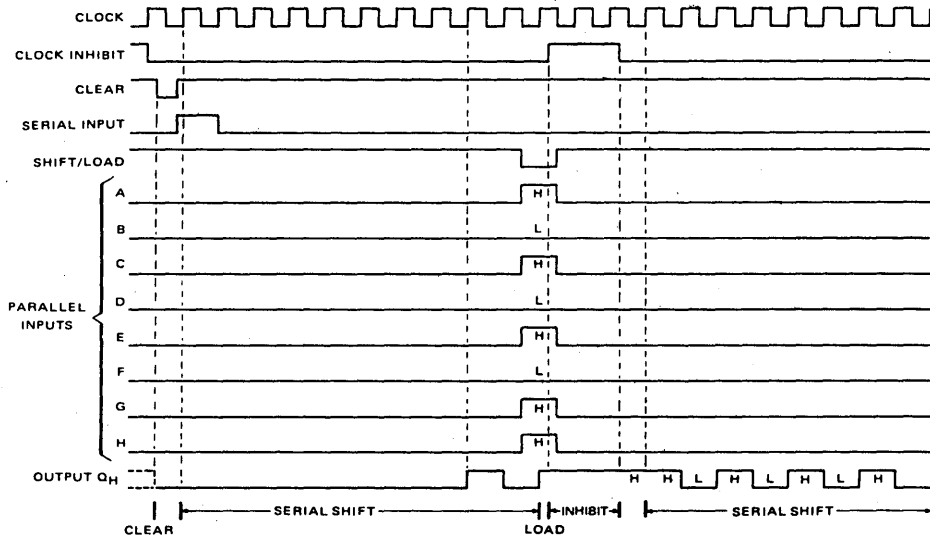 CLOCK
CLOCK INHIBIT
CLEAR
SERIAL INPUT
SHIFT/LOAD
A H
B L
C H
D L
PARALLEL INPUTS
E H
F L
G H
H H
OUTPUT QH H H L H L H L H
CLEAR
SERIAL SHIFT
LOAD
INHIBIT
SERIAL SHIFT